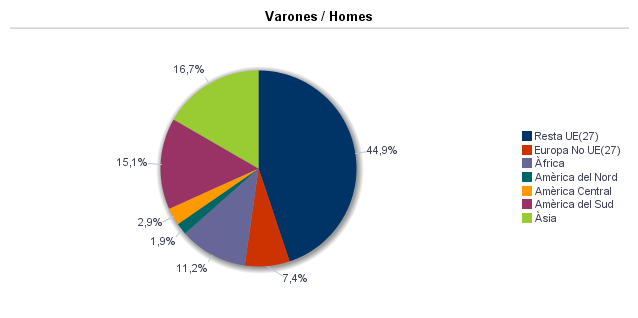 Varones / Homes
16,7%
44,9%
15,1%
2,9%
1,9%
11,2%
7,4%
Resta UE(27)
Europa No UE(27)
Àfrica
Amèrica del Nord
Amèrica Central
Amèrica del Sud
Àsia